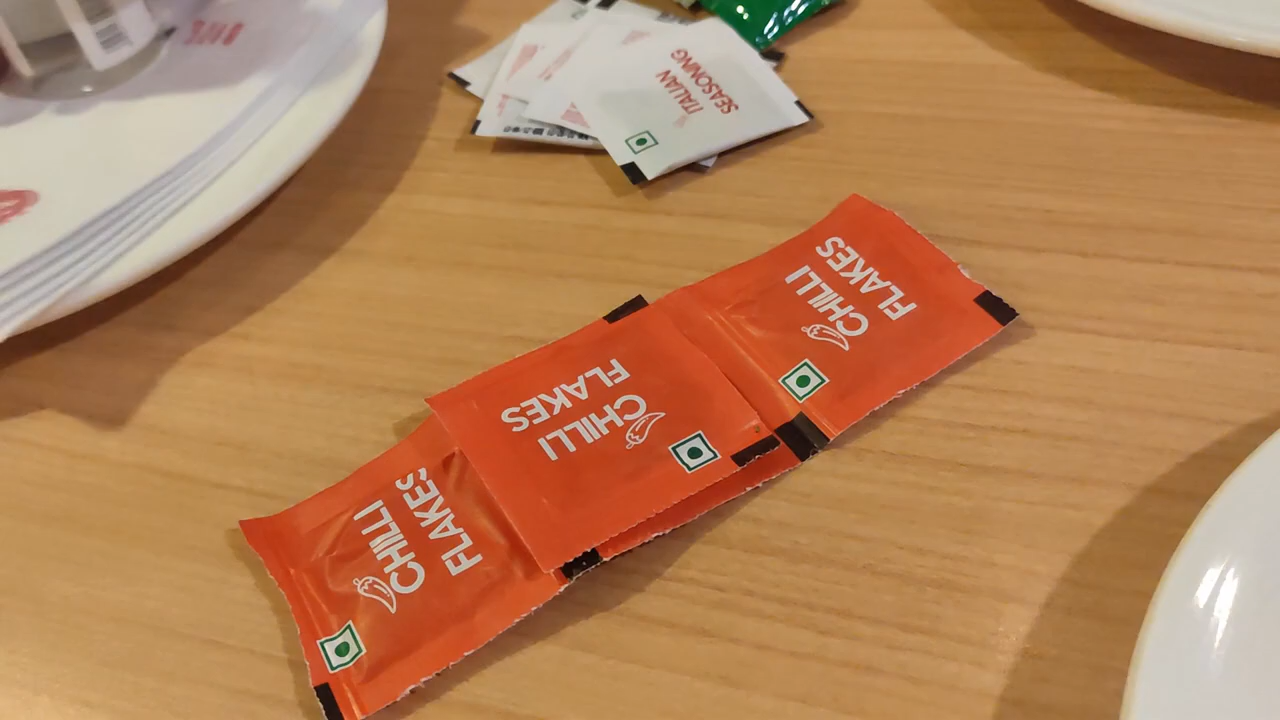 ITALIAN
SEASONING
CHILLI
FLAKES
CHILLI
FLAKES
CHILLI
FLAKES